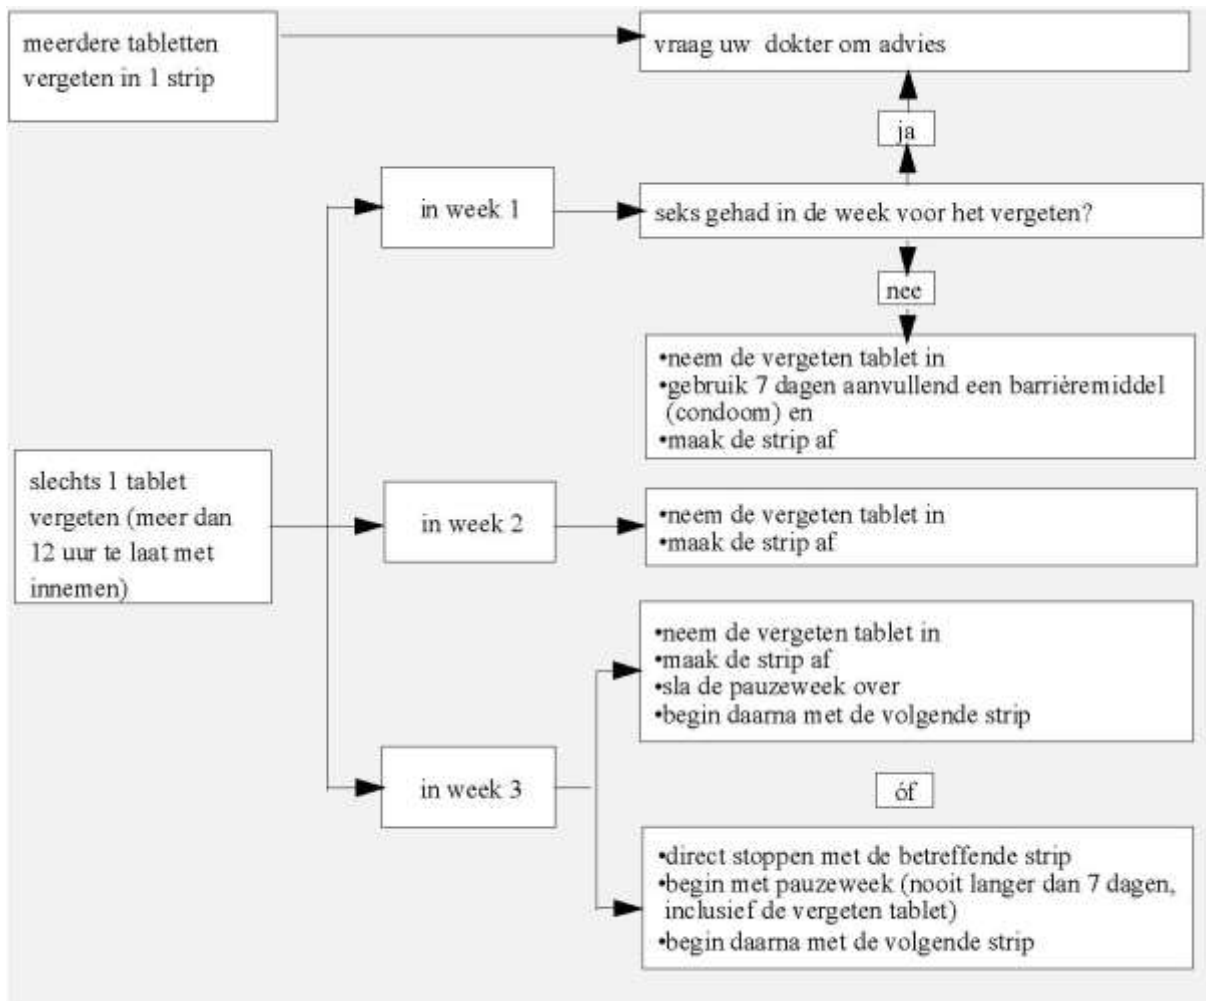 meerdere tabletten
vergeten in 1 strip
vraag uw dokter om advies
ja
in week 1
seks gehad in de week voor het vergeten?
nee
•neem de vergeten tablet in
•gebruik 7 dagen aanvullend een barrièremiddel
(condoom) en
•maak de strip af
slechts 1 tablet
vergeten (meer dan
12 uur te laat met
innemen)
in week 2
•neem de vergeten tablet in
•maak de strip af
•neem de vergeten tablet in
•maak de strip af
•sla de pauzeweek over
•begin daarna met de volgende strip
in week 3
óf
•direct stoppen met de betreffende strip
•begin met pauzeweek (nooit langer dan 7 dagen,
inclusief de vergeten tablet)
•begin daarna met de volgende strip